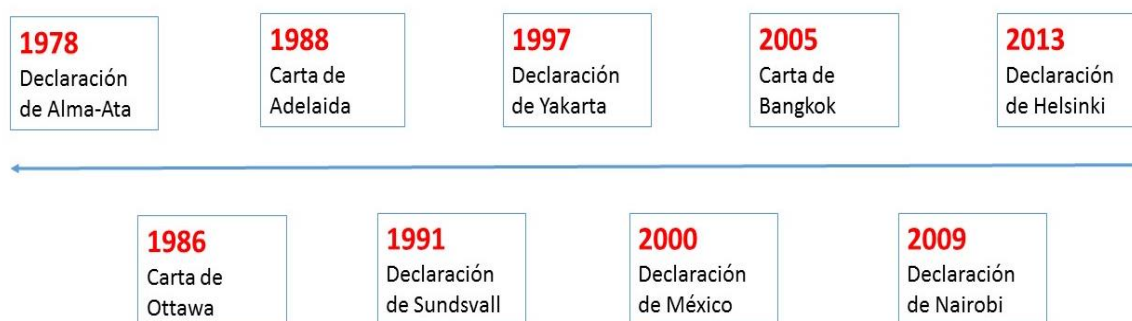 1978
Declaración
de Alma-Ata
1988
Carta de
Adelaida
1997
Declaración
de Yakarta
2005
Carta de
Bangkok
2013
Declaración
de Helsinki
1986
Carta de
Ottawa
1991
Declaración
de Sundsvall
2000
Declaración
de México
2009
Declaración
de Nairobi